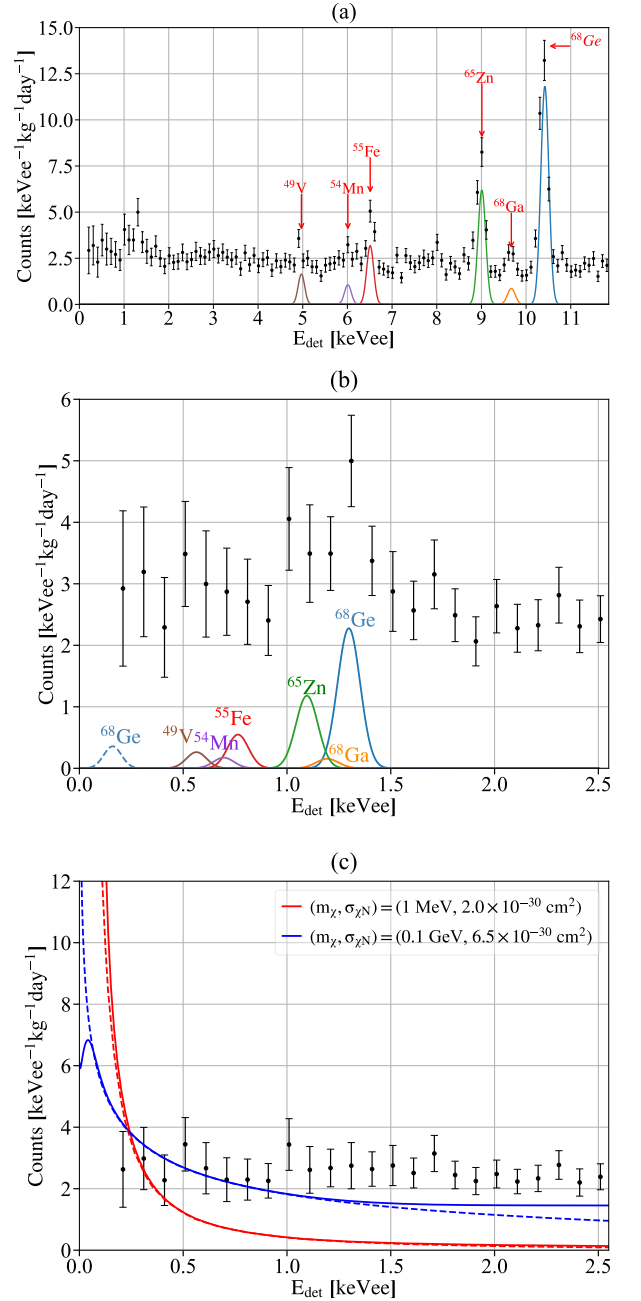 (a)
Counts [keVee⁻¹kg⁻¹day⁻¹]
15.0
12.5
10.0
7.5
5.0
2.5
0.0
⁶⁸Ge
⁶⁵Zn
⁵⁵Fe
⁴⁹V
⁵⁴Mn
⁶⁸Ga
0 1 2 3 4 5 6 7 8 9 10 11
E_det [keVee]
(b)
Counts [keVee⁻¹kg⁻¹day⁻¹]
6
5
4
3
2
1
0
⁶⁸Ge
⁶⁵Zn
⁵⁵Fe
⁶⁸Ge
⁴⁹V ⁵⁴Mn
⁶⁸Ga
0.0 0.5 1.0 1.5 2.0 2.5
E_det [keVee]
(c)
Counts [keVee⁻¹kg⁻¹day⁻¹]
12
10
8
6
4
2
0
(m_χ, σ_χN) = (1 MeV, 2.0 × 10⁻³⁰ cm²)
(m_χ, σ_χN) = (0.1 GeV, 6.5 × 10⁻³⁰ cm²)
0.0 0.5 1.0 1.5 2.0 2.5
E_det [keVee]